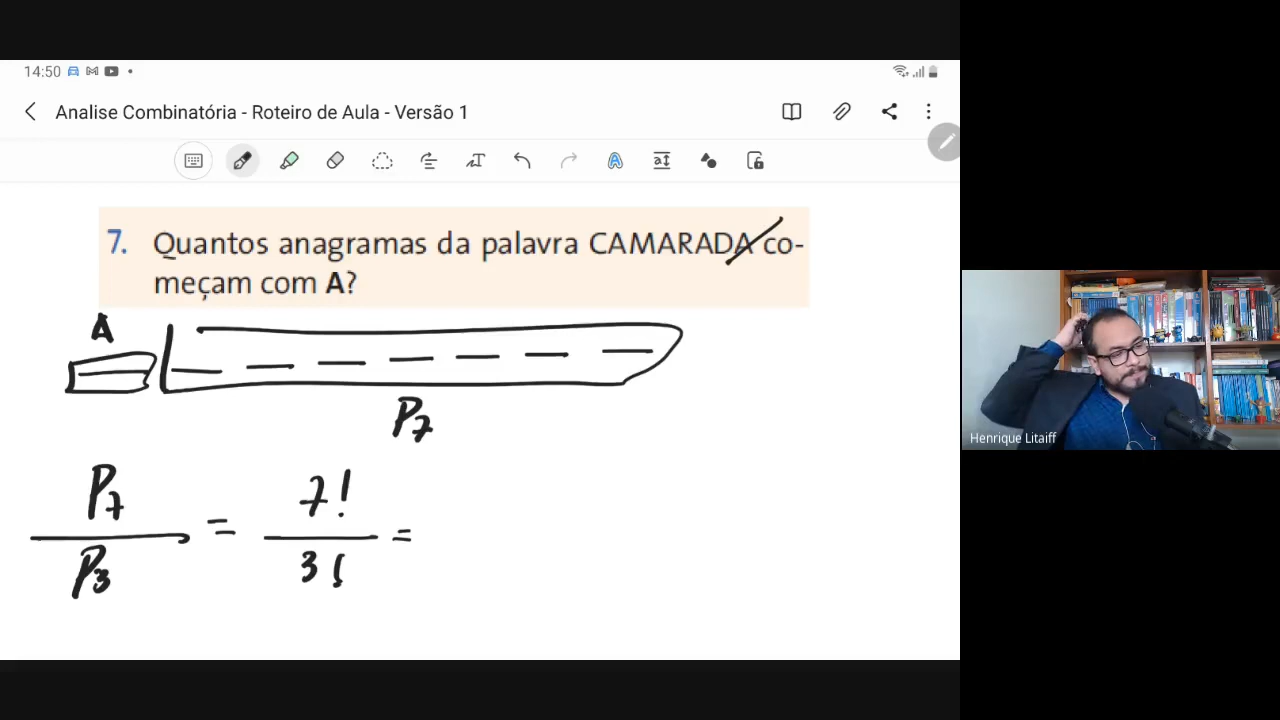 14:50
Analise Combinatória - Roteiro de Aula - Versão 1
7. Quantos anagramas da palavra CAMARADA co-
meçam com A?
A
P7
P7 / P3 = 7! / 3! =
Henrique Litaiff